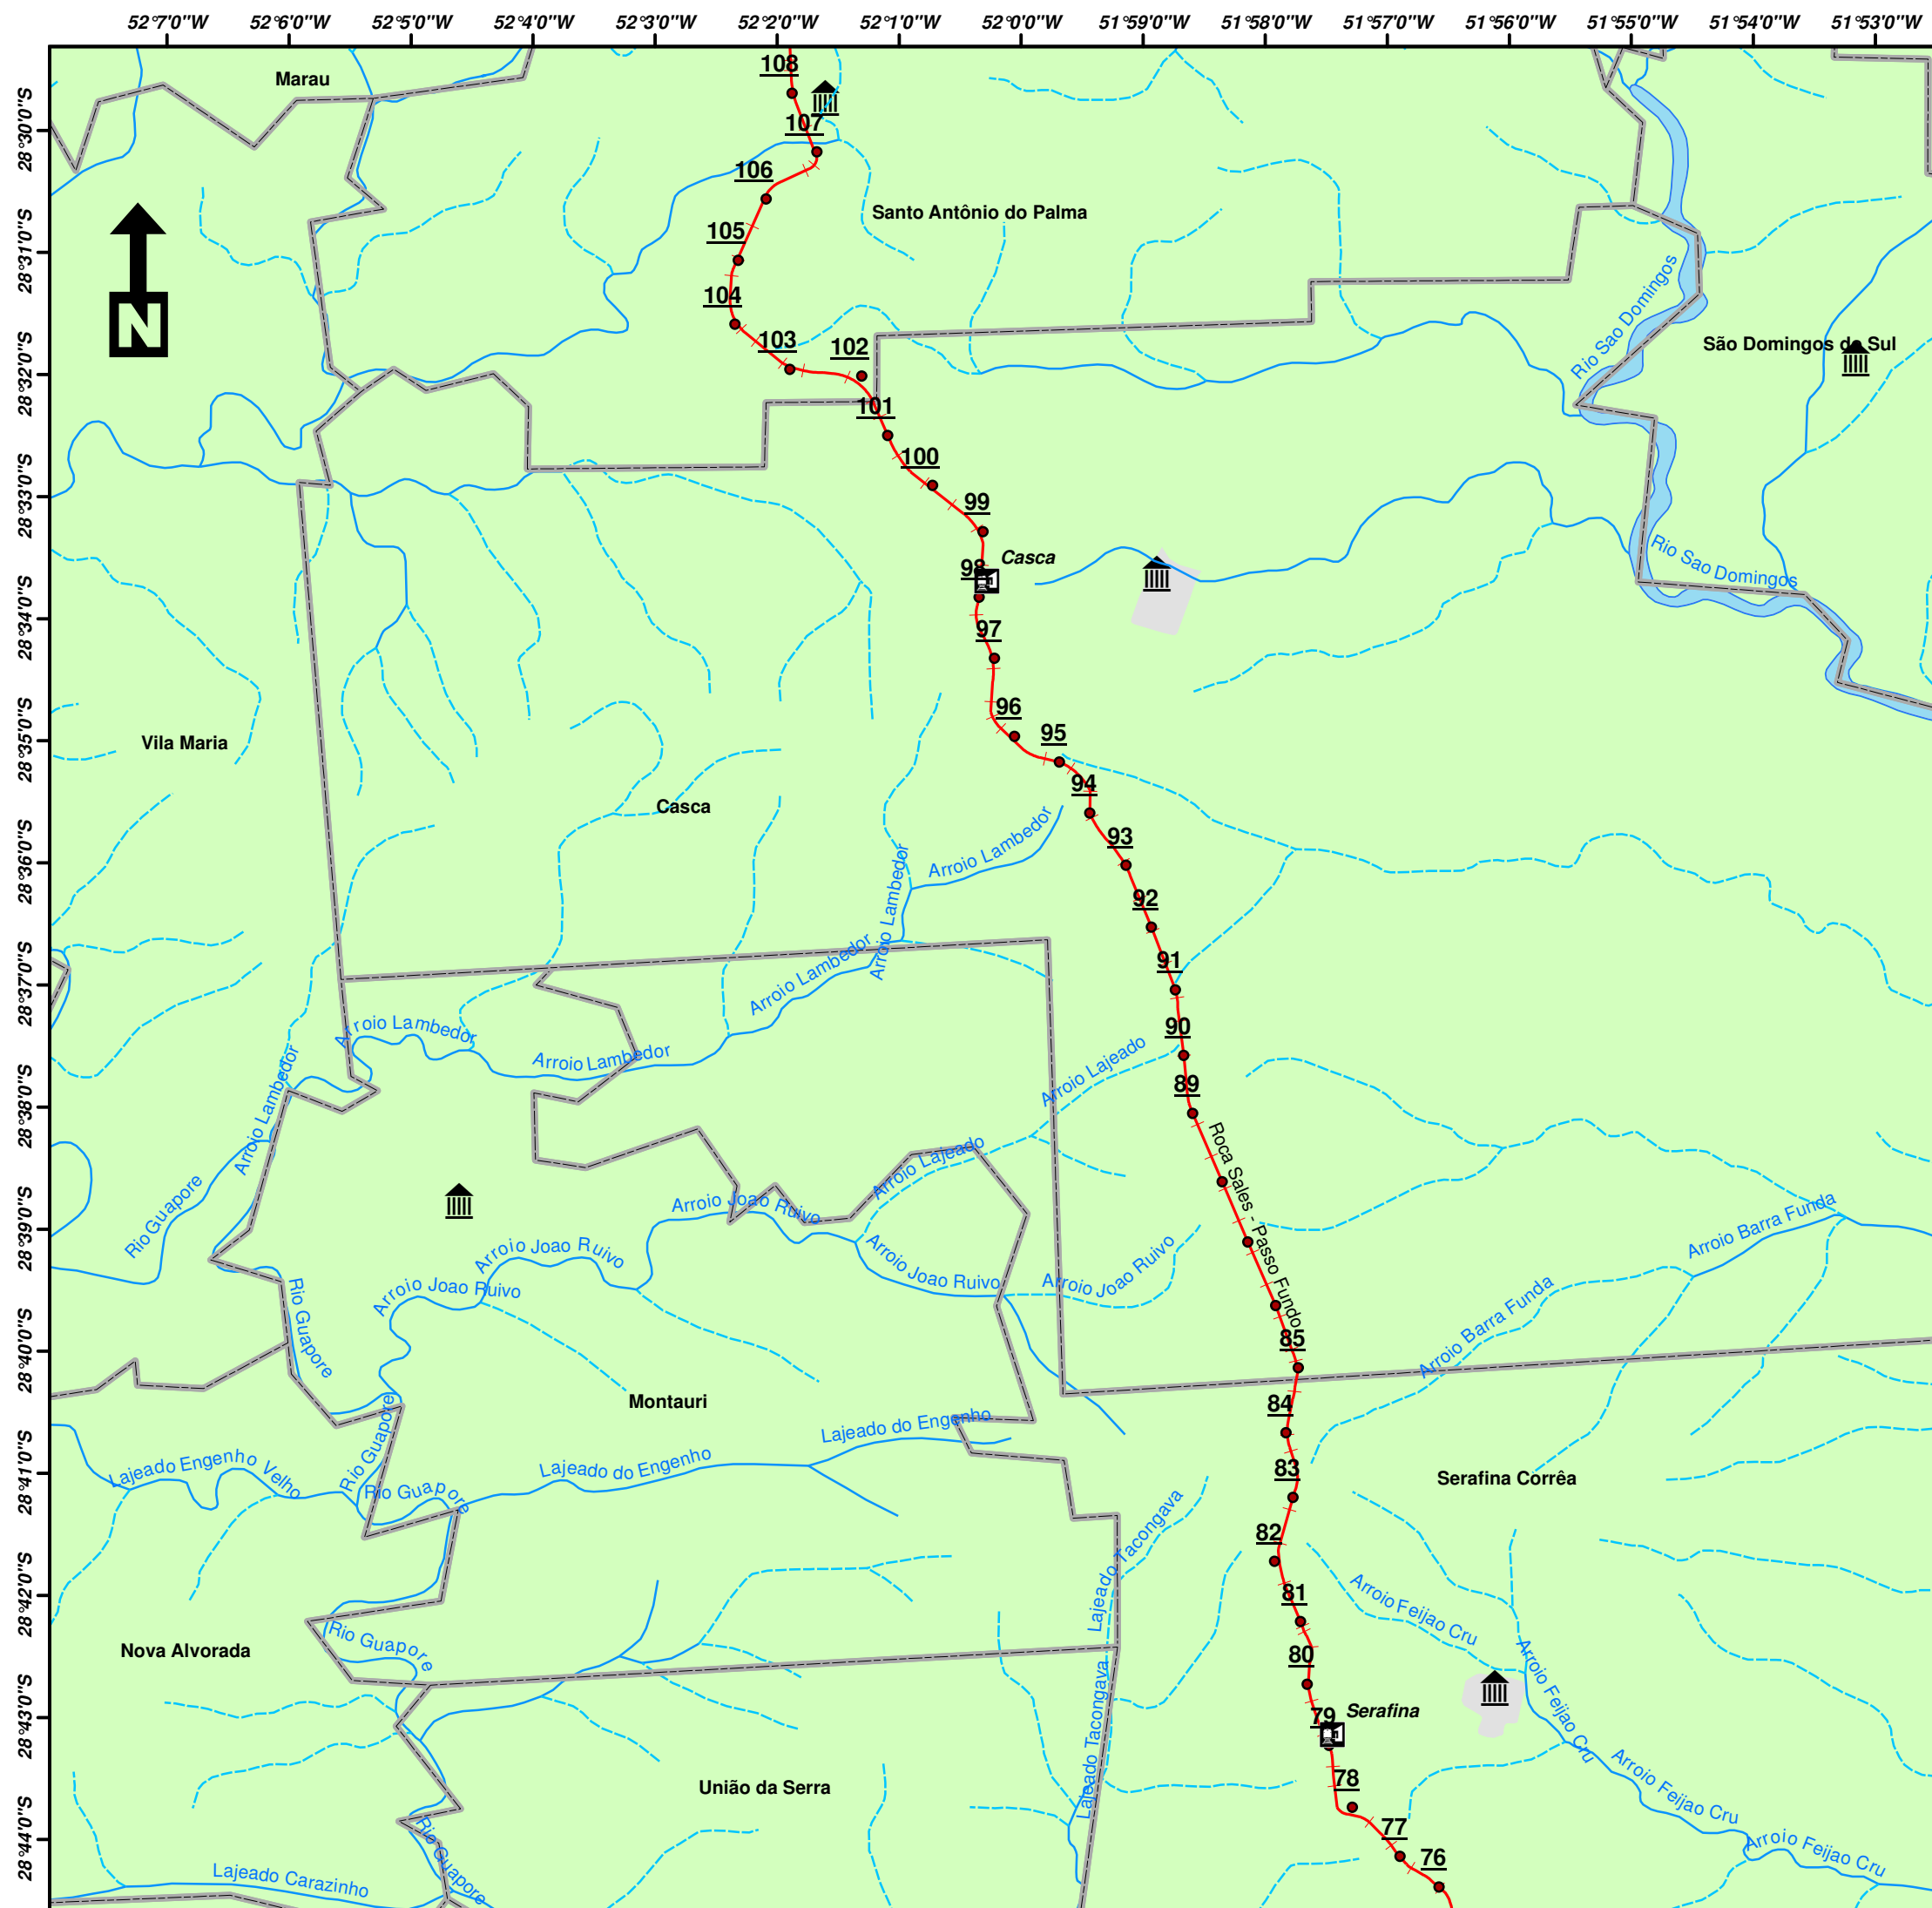 52°7'0"W
52°6'0"W
52°5'0"W
52°4'0"W
52°3'0"W
52°2'0"W
52°1'0"W
52°0'0"W
51°59'0"W
51°58'0"W
51°57'0"W
51°56'0"W
51°55'0"W
51°54'0"W
51°53'0"W
108
Marau
28°30'0"S
107
106
Santo Antônio do Palma
105
28°31'0"S
104
Rio Sao Domingos
103
102
São Domingos do Sul
28°32'0"S
101
100
28°33'0"S
99
98
Casca
Rio Sao Domingos
28°34'0"S
97
96
28°35'0"S
Vila Maria
95
94
Casca
93
Arroio Lambedor
28°36'0"S
Arroio Lambedor
92
91
Arroio Lambedor
28°37'0"S
Arroio Lambedor
90
Arroio Lambedor
Arroio Lajeado
28°38'0"S
89
Arroio Lambedor
Roca Sales - Passo Fundo
Arroio Lajeado
Rio Guapore
Arroio Joao Ruivo
28°39'0"S
Arroio Barra Funda
Arroio Joao Ruivo
Arroio Joao Ruivo
Arroio Joao Ruivo
Arroio Joao Ruivo
Rio Guapore
Arroio Barra Funda
85
28°40'0"S
Montauri
84
Lajeado do Engenho
Rio Guapore
Lajeado do Engenho
28°41'0"S
Lajeado Engenho Velho
83
Serafina Corrêa
Rio Guapore
82
Lajeado Tacongava
28°42'0"S
81
Arroio Feijao Cru
Rio Guapore
Nova Alvorada
80
Arroio Feijao Cru
28°43'0"S
79
Serafina
Lajeado Tacongava
78
União da Serra
Arroio Feijao Cru
28°44'0"S
77
Arroio Feijao Cru
76
Rio Guapore
Lajeado Carazinho
N